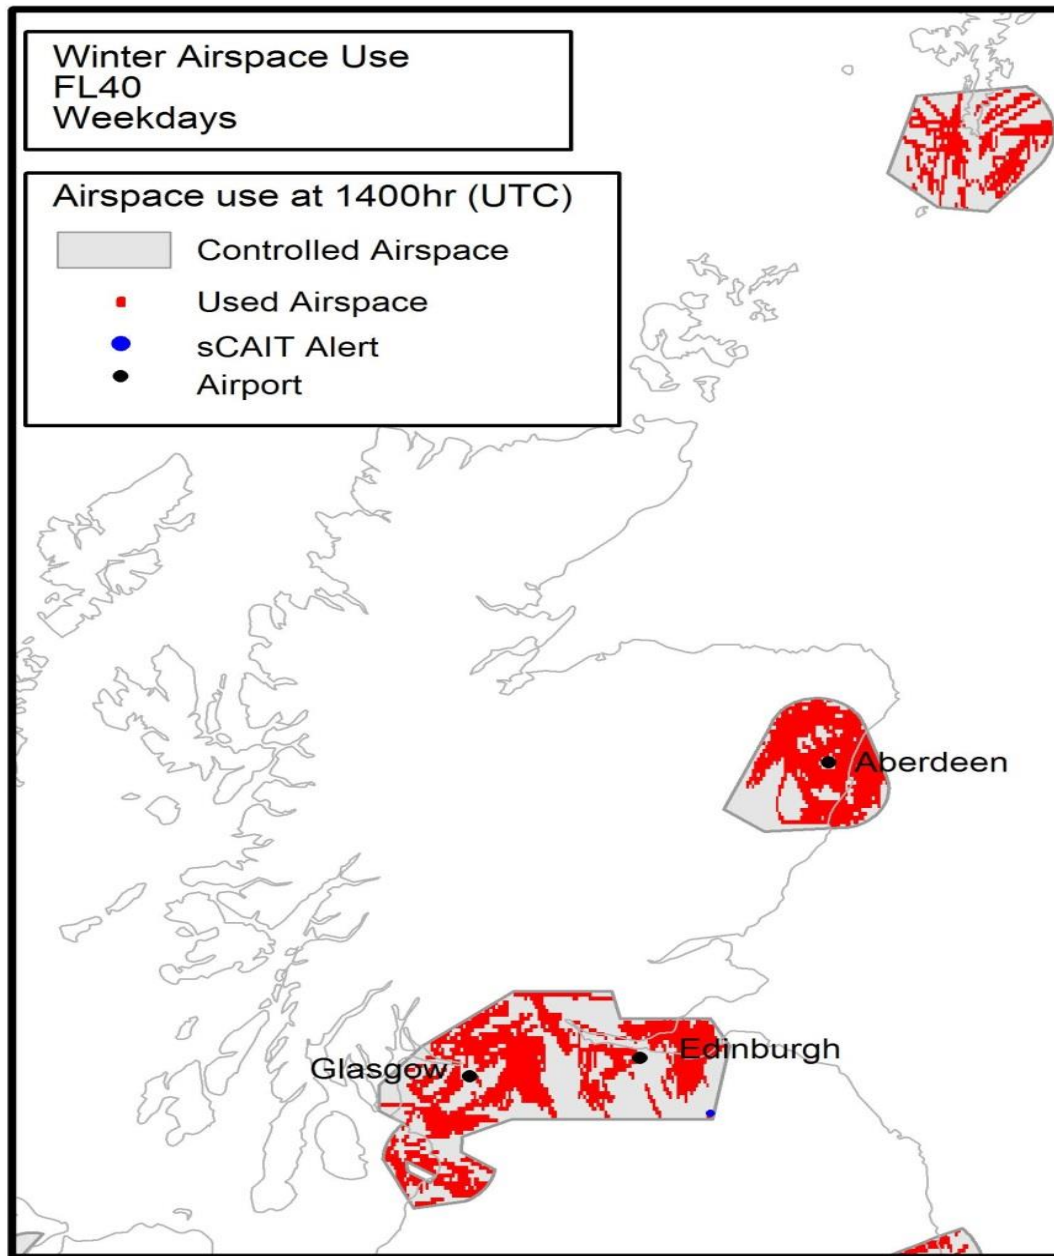 Winter Airspace Use
FL40
Weekdays
Airspace use at 1400hr (UTC)
Controlled Airspace
Used Airspace
sCAIT Alert
Airport
Aberdeen
Edinburgh
Glasgow